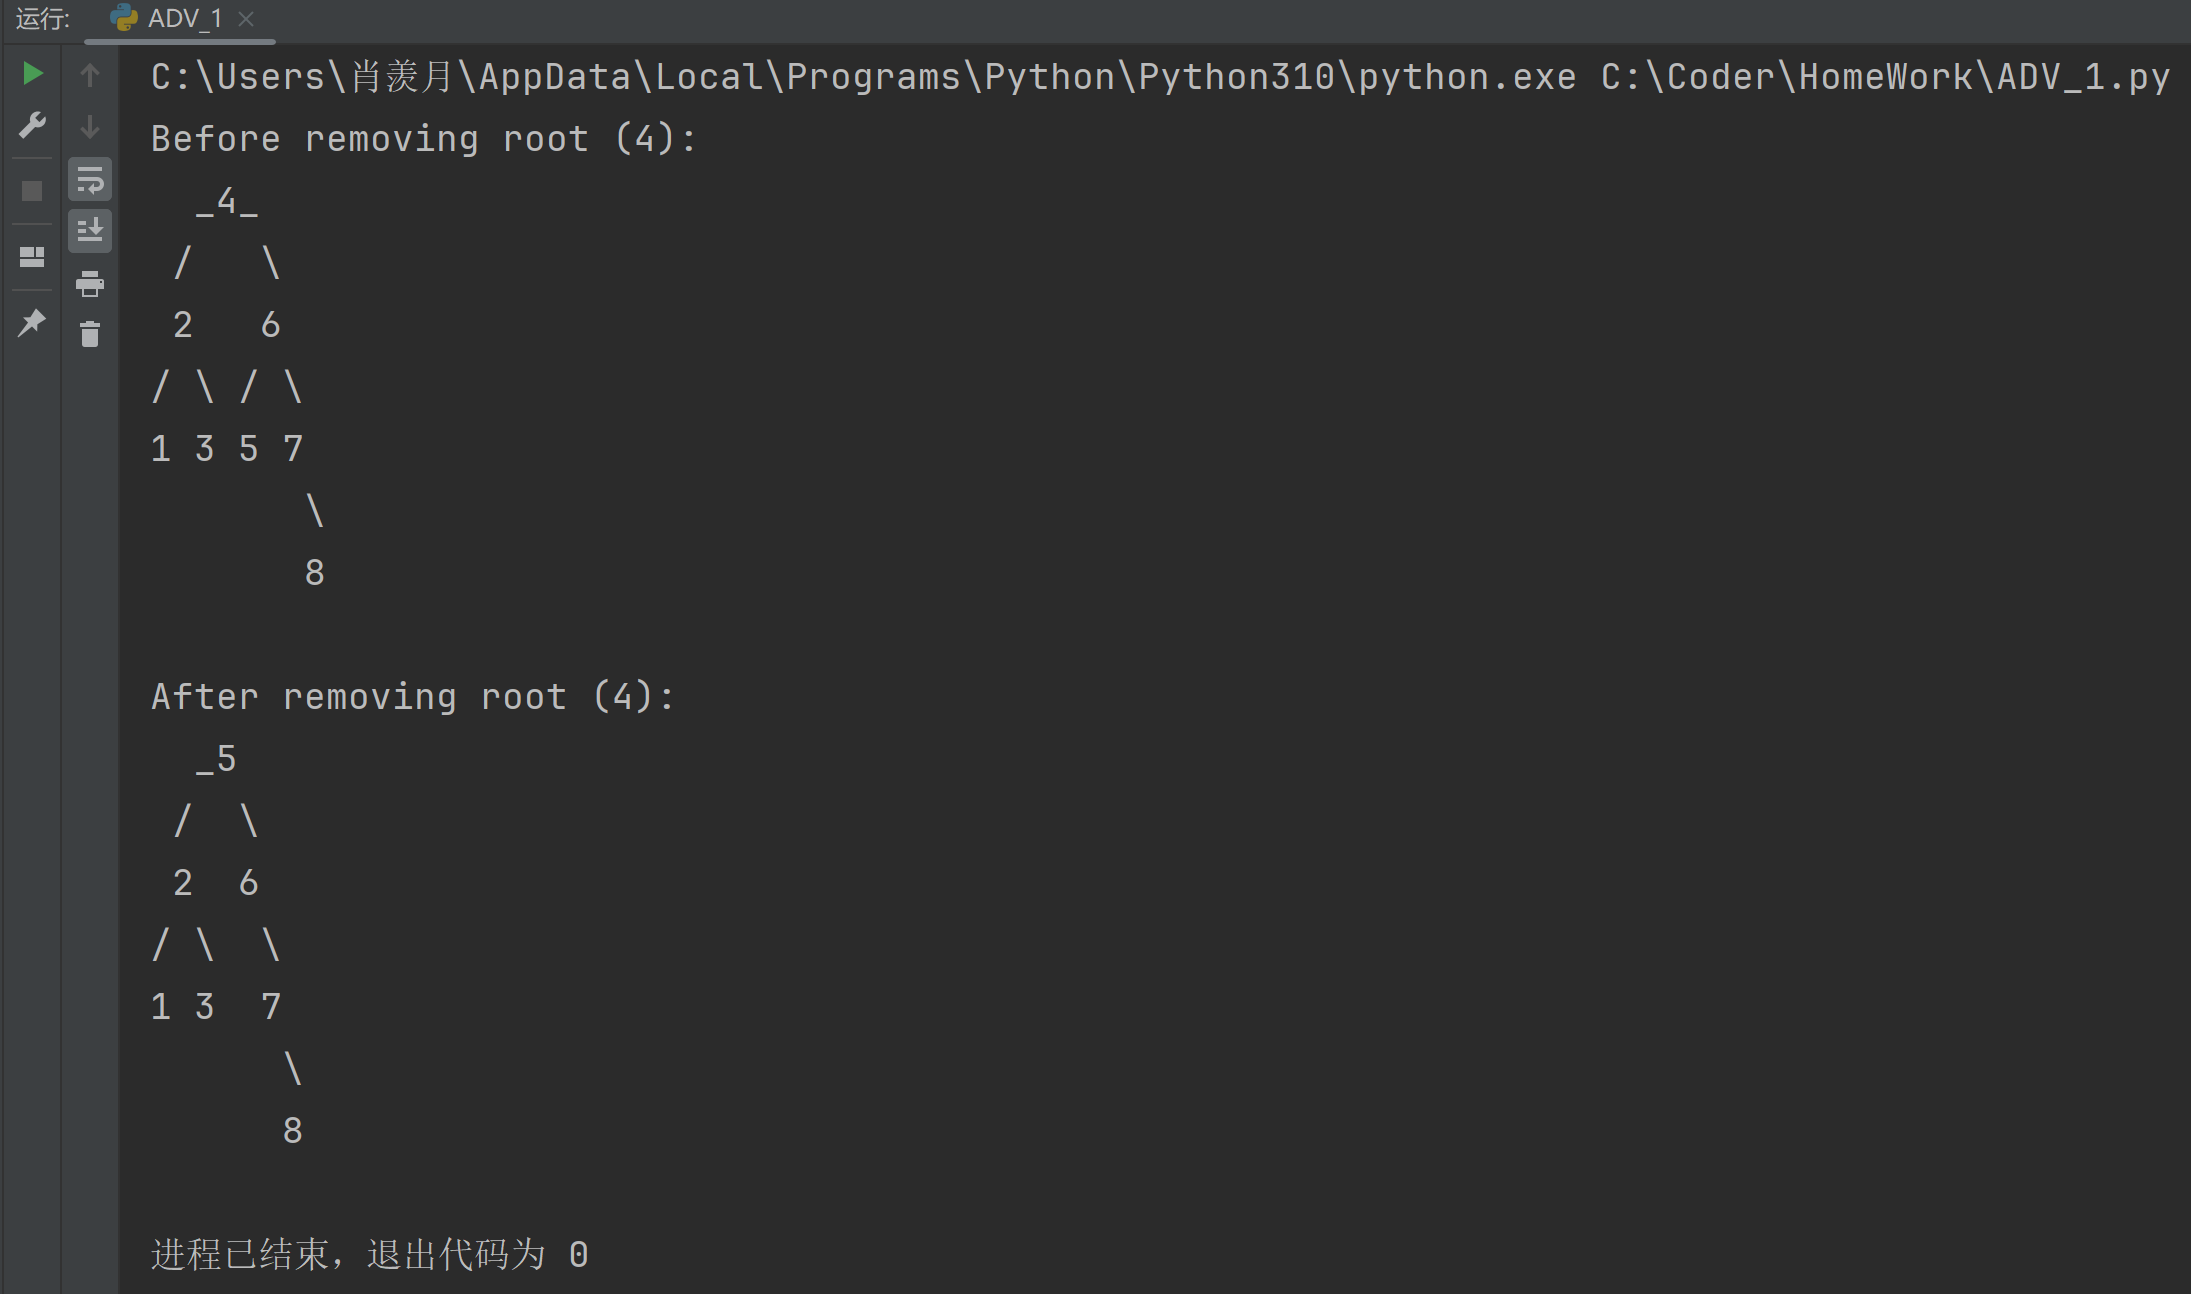 运行: ADV_1
C:\Users\肖羡月\AppData\Local\Programs\Python\Python310\python.exe C:\Coder\HomeWork\ADV_1.py
Before removing root (4):
  _4_
 /   \
 2   6
/ \ / \
1 3 5 7
       \
       8
After removing root (4):
  _5
 /  \
 2  6
/ \  \
1 3  7
      \
      8
进程已结束，退出代码为 0